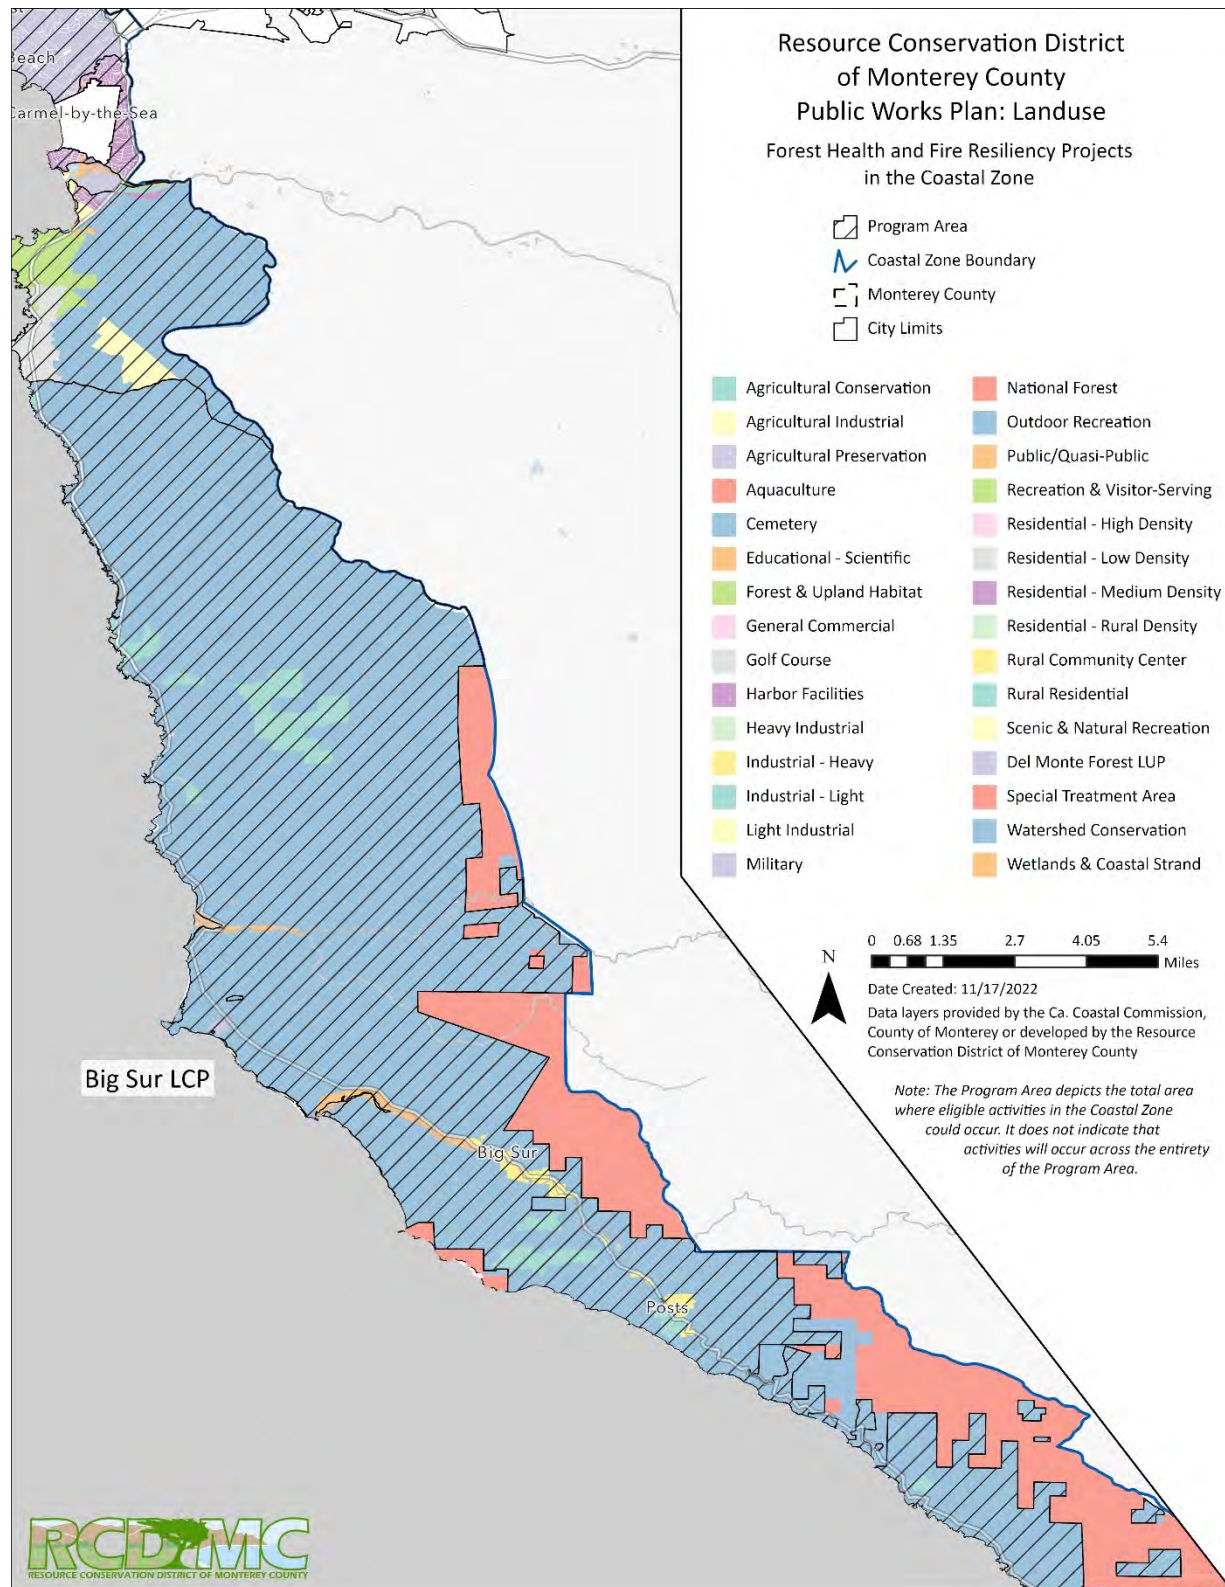 Resource Conservation District
of Monterey County
Public Works Plan: Landuse
Forest Health and Fire Resiliency Projects
in the Coastal Zone
Program Area
Coastal Zone Boundary
Monterey County
City Limits
Agricultural Conservation
Agricultural Industrial
Agricultural Preservation
Aquaculture
Cemetery
Educational - Scientific
Forest & Upland Habitat
General Commercial
Golf Course
Harbor Facilities
Heavy Industrial
Industrial - Heavy
Industrial - Light
Light Industrial
Military
National Forest
Outdoor Recreation
Public/Quasi-Public
Recreation & Visitor-Serving
Residential - High Density
Residential - Low Density
Residential - Medium Density
Residential - Rural Density
Rural Community Center
Rural Residential
Scenic & Natural Recreation
Del Monte Forest LUP
Special Treatment Area
Watershed Conservation
Wetlands & Coastal Strand
N
0 0.68 1.35 2.7 4.05 5.4
Miles
Date Created: 11/17/2022
Data layers provided by the Ca. Coastal Commission,
County of Monterey or developed by the Resource
Conservation District of Monterey County
Note: The Program Area depicts the total area
where eligible activities in the Coastal Zone
could occur. It does not indicate that
activities will occur across the entirety
of the Program Area.
Beach
Carmel-by-the-Sea
Big Sur LCP
Big Sur
Posts
RCD MC
RESOURCE CONSERVATION DISTRICT OF MONTEREY COUNTY